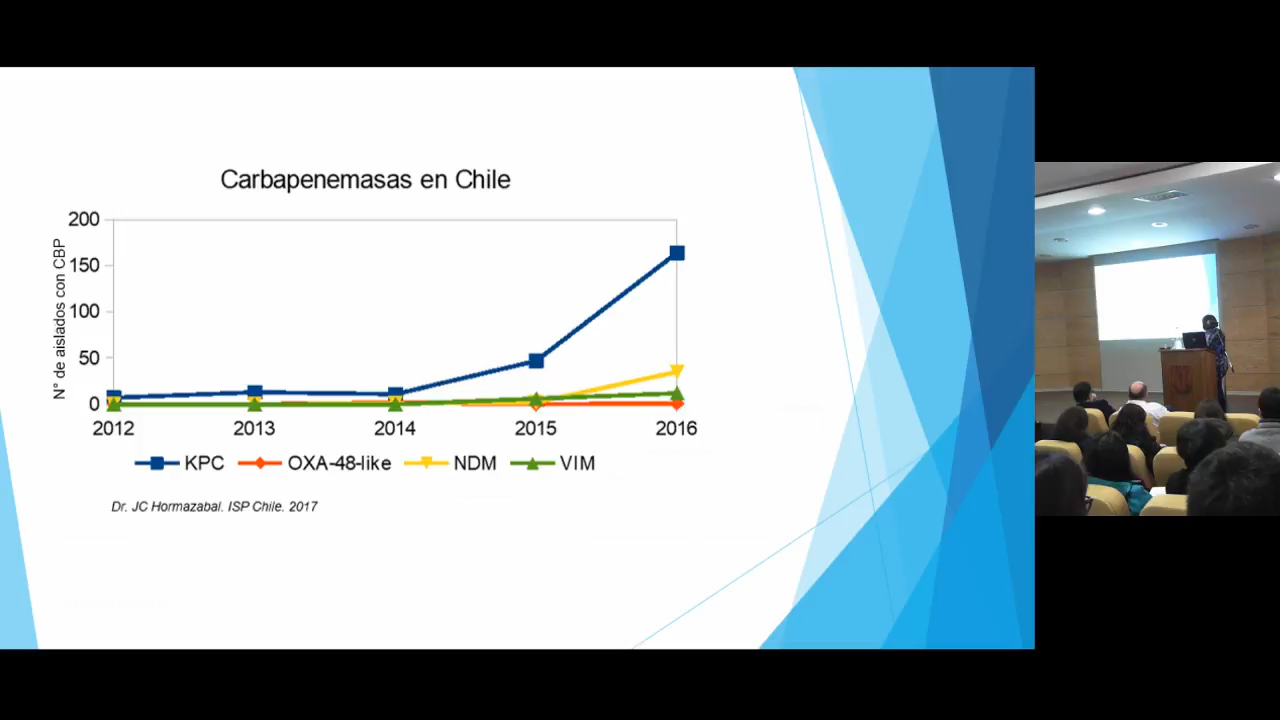 Carbapenemasas en Chile
N° de aislados con CBP
200
150
100
50
0
2012 2013 2014 2015 2016
KPC OXA-48-like NDM VIM
Dr. JC Hormazabal. ISP Chile. 2017